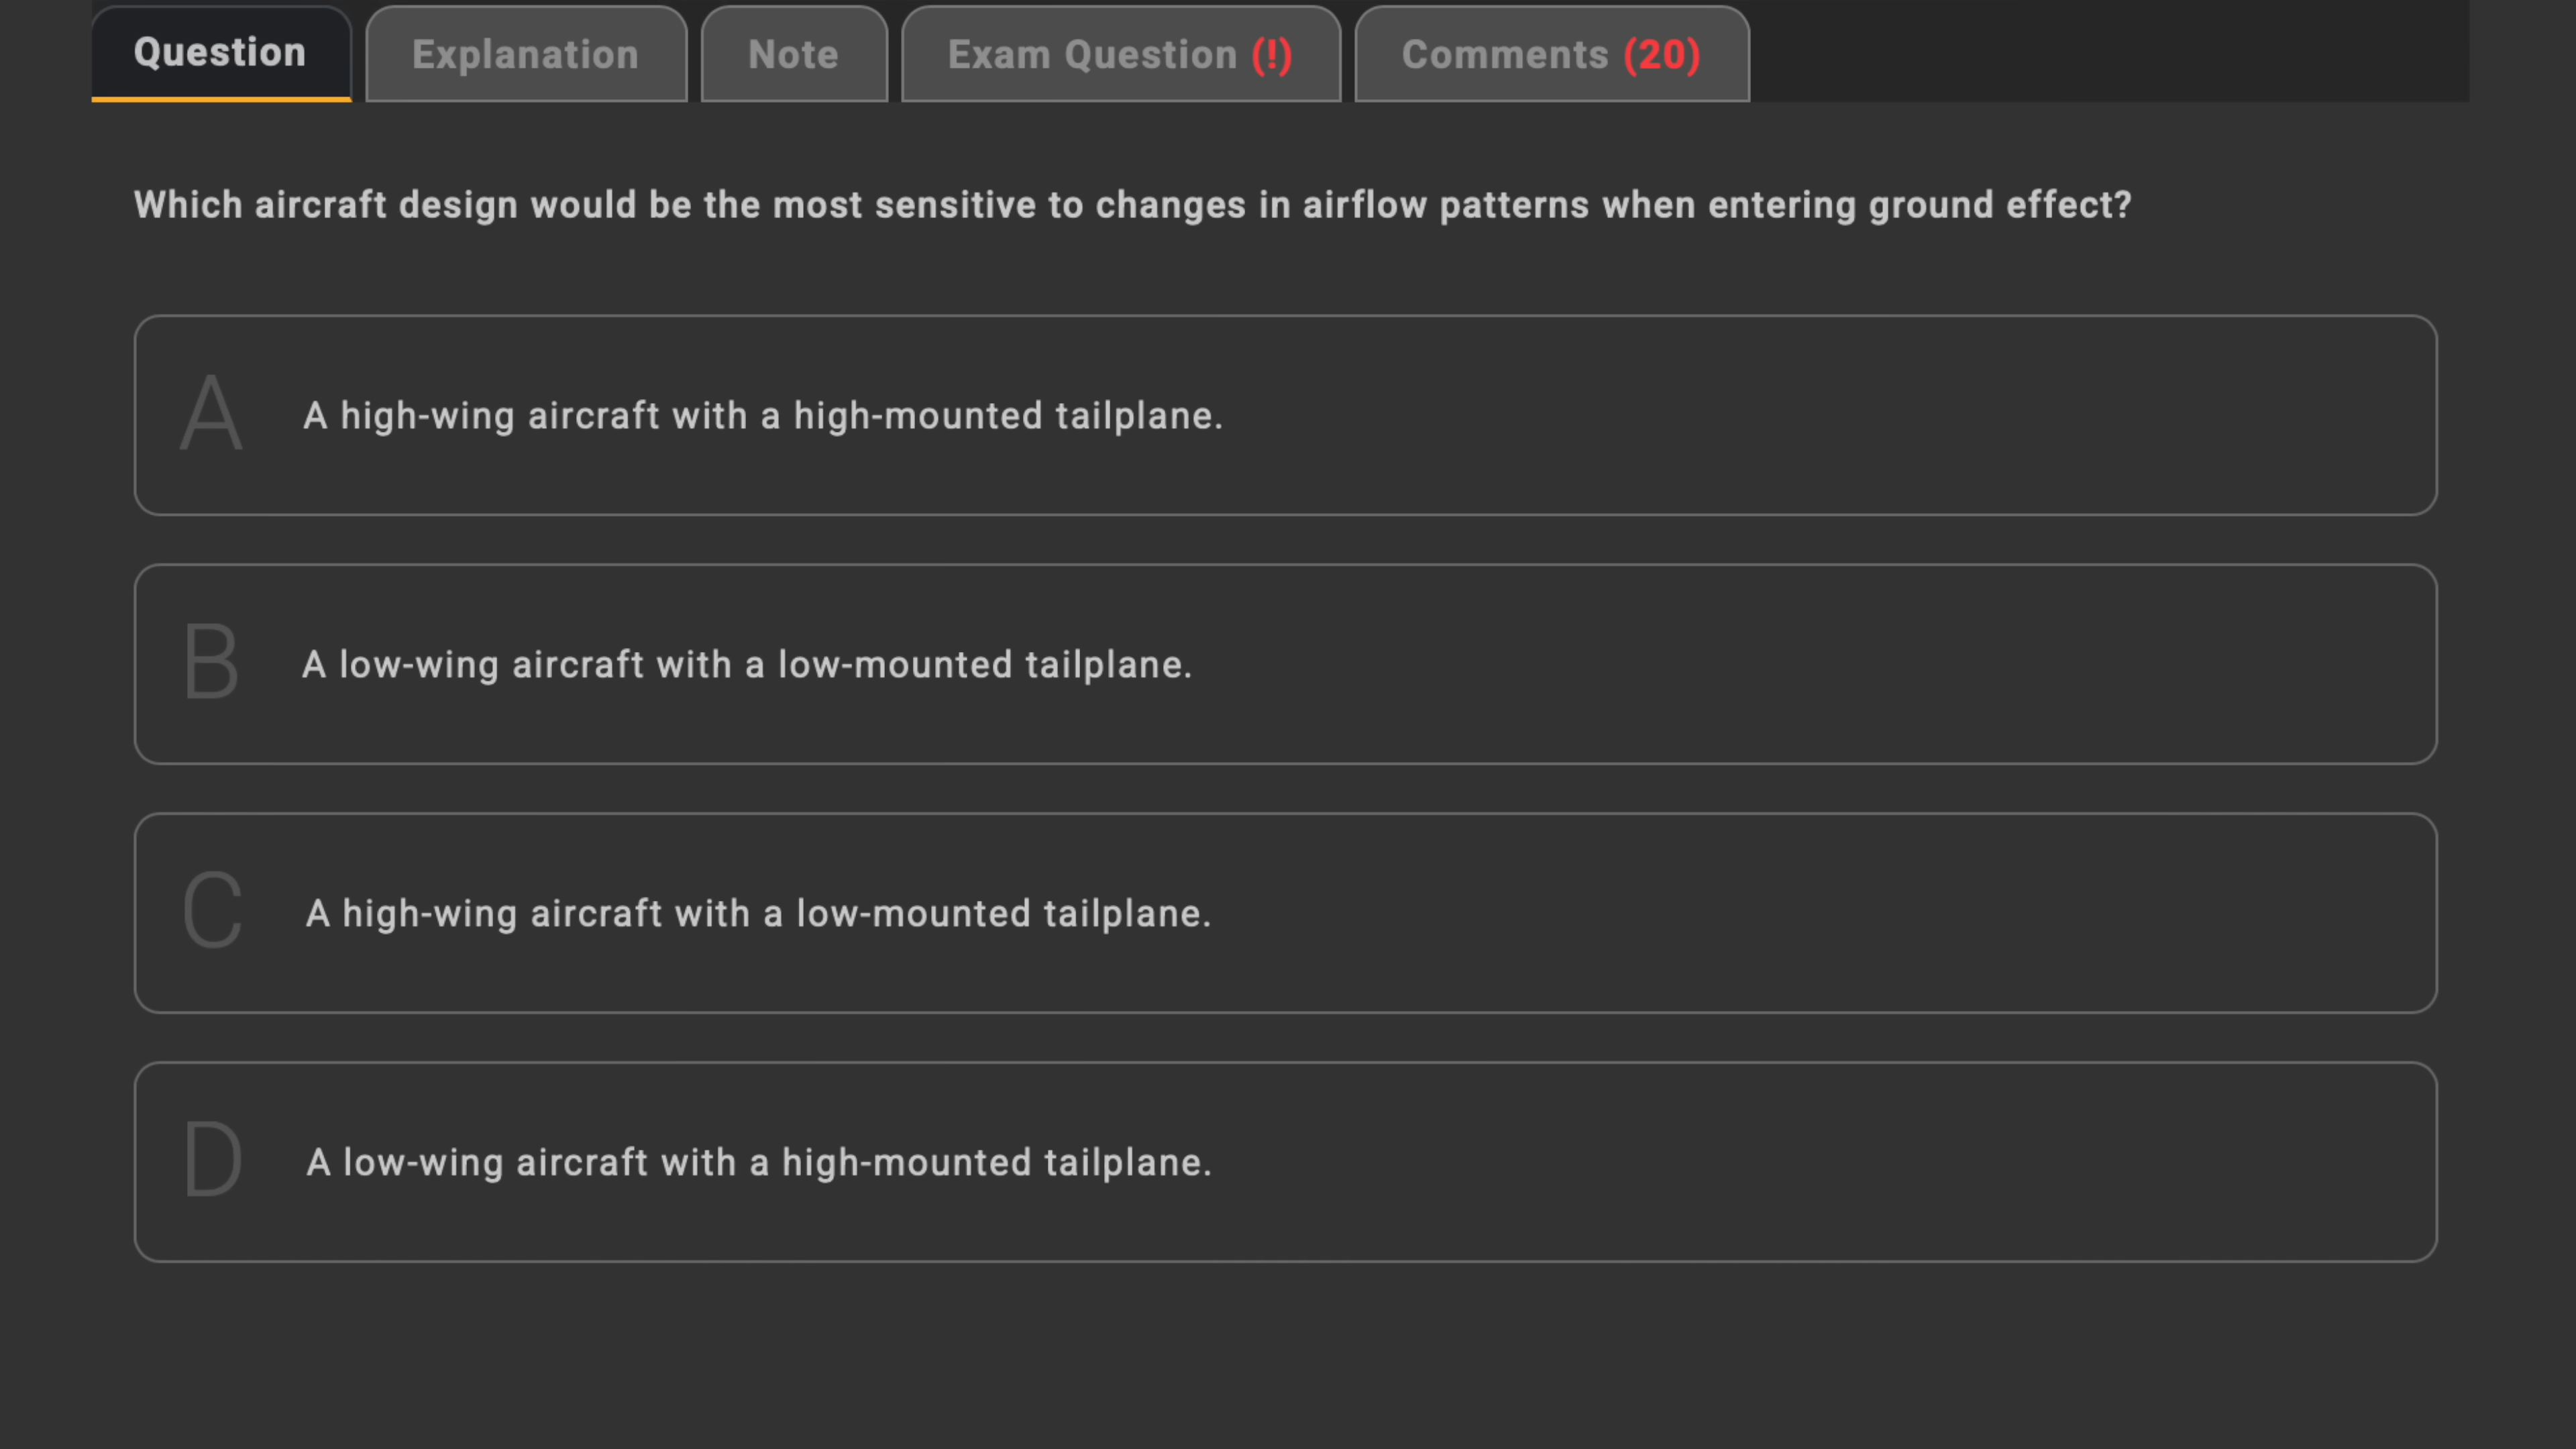 Question Explanation Note Exam Question (!) Comments (20)
Which aircraft design would be the most sensitive to changes in airflow patterns when entering ground effect?
A A high-wing aircraft with a high-mounted tailplane.
B A low-wing aircraft with a low-mounted tailplane.
C A high-wing aircraft with a low-mounted tailplane.
D A low-wing aircraft with a high-mounted tailplane.